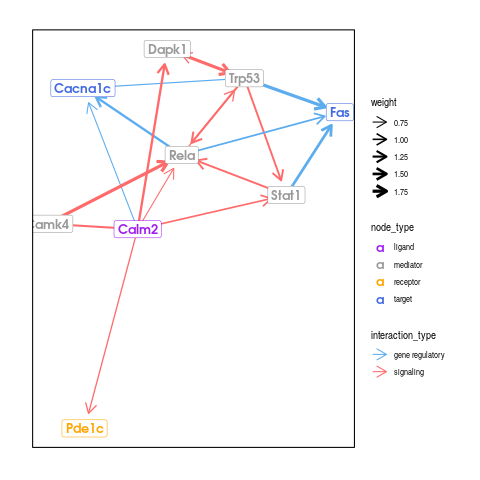 Dapk1
Trp53
Cacna1c
Fas
Rela
Stat1
amk4
Calm2
Pde1c
weight
0.75
1.00
1.25
1.50
1.75
node_type
a ligand
a mediator
a receptor
a target
interaction_type
gene regulatory
signaling